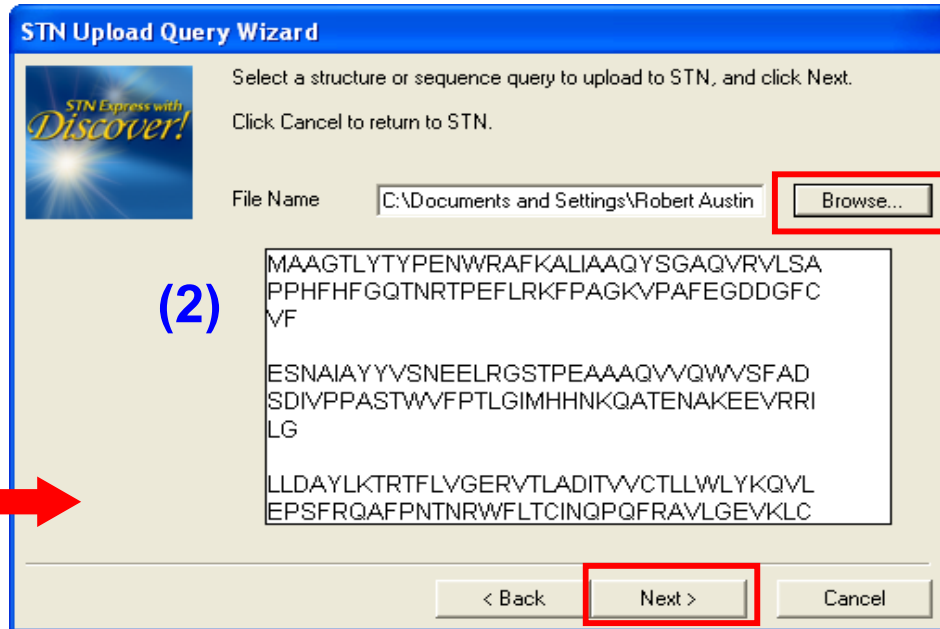 STN Upload Query Wizard
STN Express with
Discover!
Select a structure or sequence query to upload to STN, and click Next.
Click Cancel to return to STN.
File Name
C:\Documents and Settings\Robert Austin
Browse...
(2)
MAAGTLYTYPENWRAFKALIAAQYSGAQVRVLSA
PPHFHFGQTNRTPEFLRKFPAGKVPAFEGDDGFC
VF
ESNAIAYYVSNEELRGSTPEAAAQVVQWVSFAD
SDIVPPASTWVFPTLGIMHHNKQATENAKEEVRRI
LG
LLDAYLKTRTFLVGERVTLADITVVCTLLWLYKQVL
EPSFRQAFPNTNRWFLTCINQPQFRAVLGEVKLC
< Back
Next >
Cancel